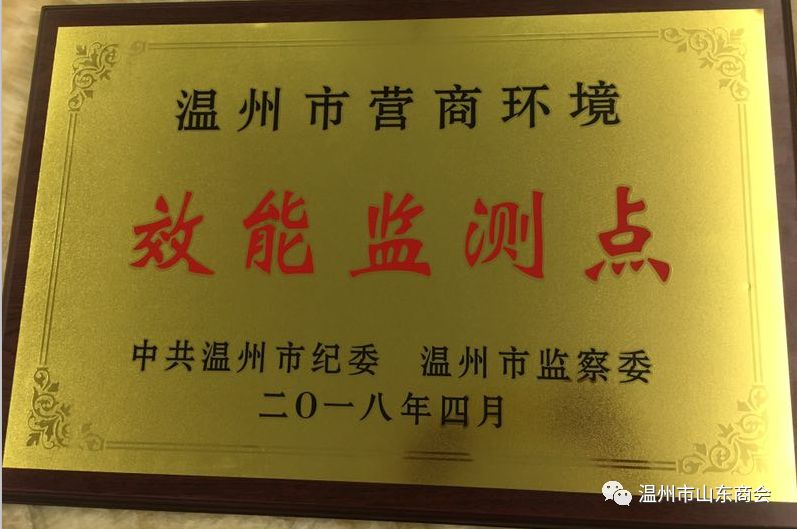 温州市营商环境
效能监测点
中共温州市纪委 温州市监察委
二〇一八年四月
温州市山东商会